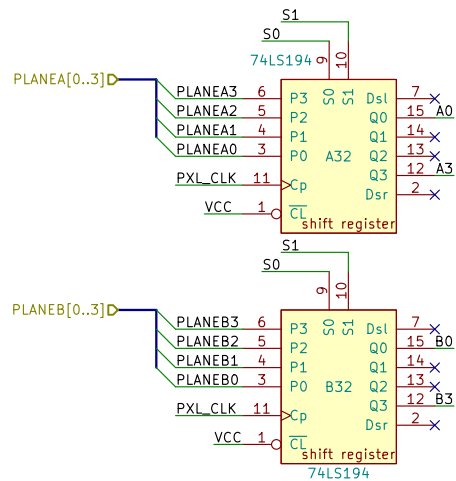 S1
S0
74LS194
9 10
S0 S1
PLANEA[0..3]
PLANEA3 6 P3 Dsl 7
PLANEA2 5 P2 Q0 15 A0
PLANEA1 4 P1 Q1 14
PLANEA0 3 P0 A32 Q2 13
Q3 12 A3
PXL_CLK 11 Cp
Dsr 2
VCC 1 CL
shift register
S1
S0
9 10
S0 S1
PLANEB[0..3]
PLANEB3 6 P3 Dsl 7
PLANEB2 5 P2 Q0 15 B0
PLANEB1 4 P1 Q1 14
PLANEB0 3 P0 B32 Q2 13
Q3 12 B3
PXL_CLK 11 Cp
Dsr 2
VCC 1 CL
shift register
74LS194